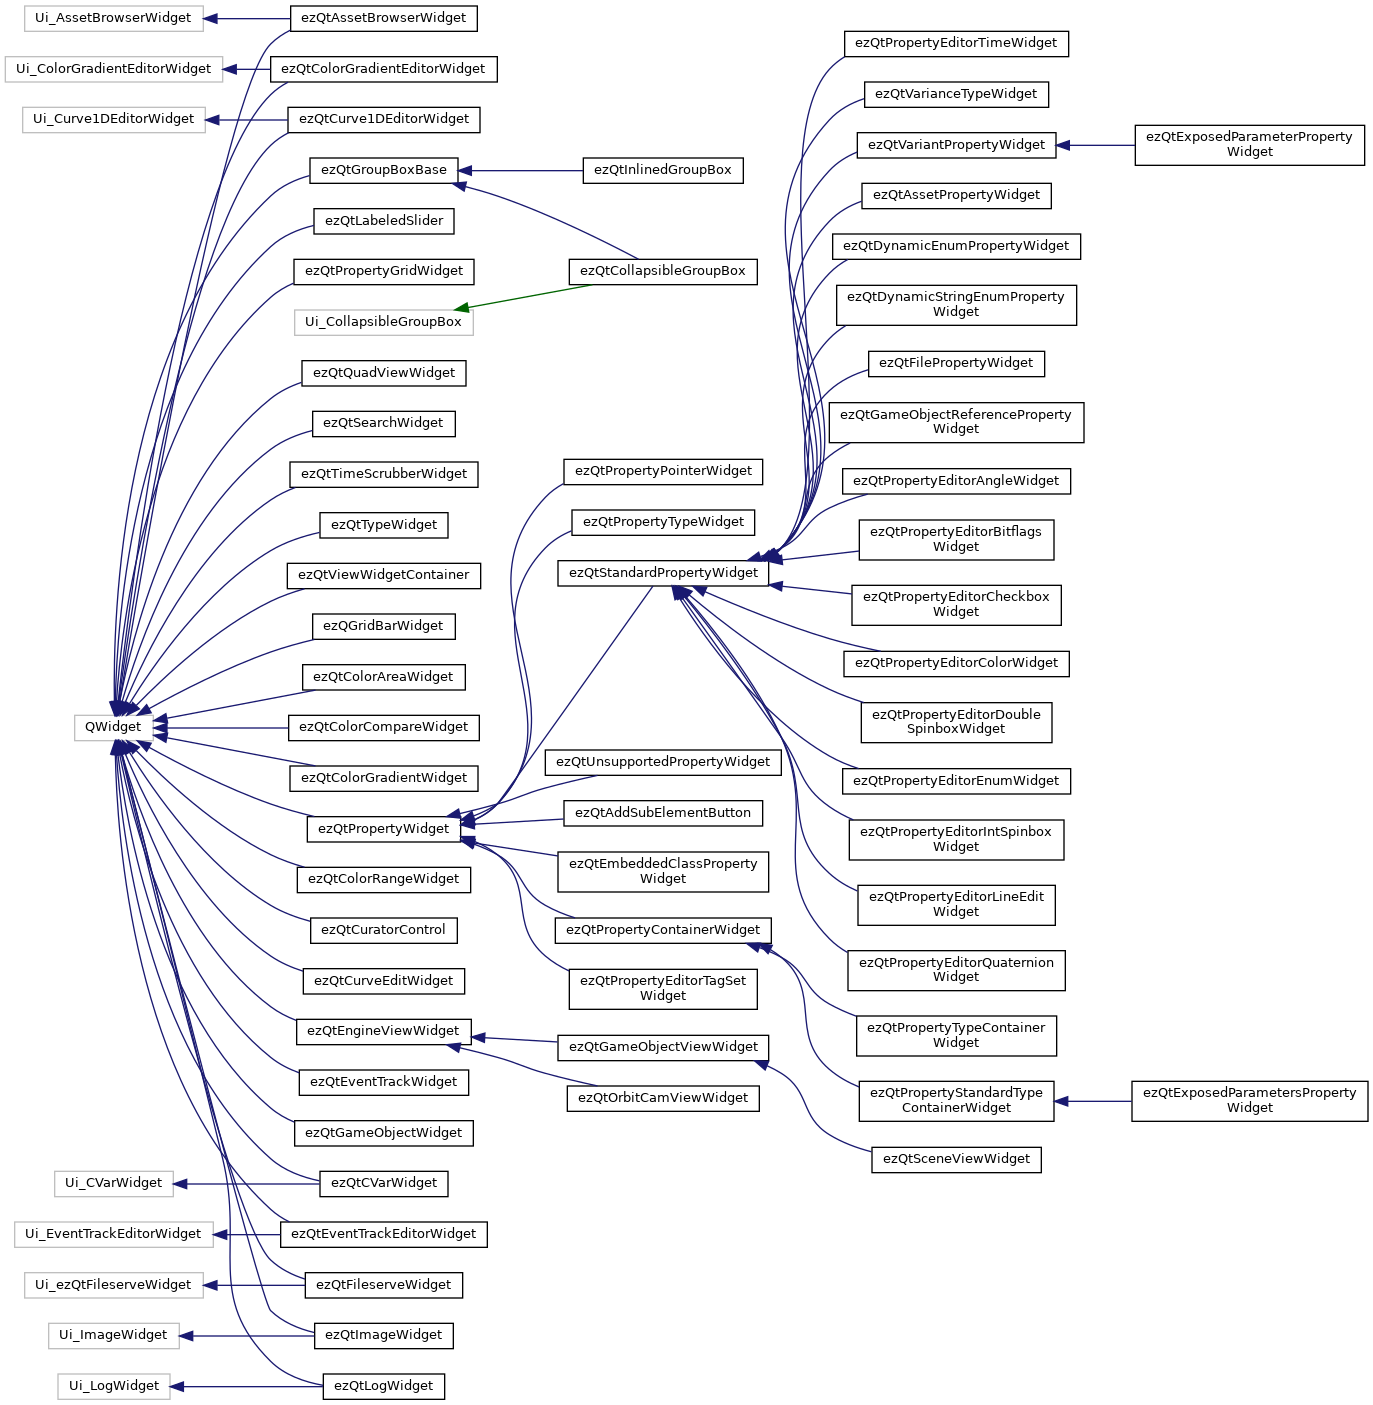 Ui_AssetBrowserWidget
ezQtAssetBrowserWidget
Ui_ColorGradientEditorWidget
ezQtColorGradientEditorWidget
Ui_Curve1DEditorWidget
ezQtCurve1DEditorWidget
ezQtGroupBoxBase
ezQtInlinedGroupBox
ezQtLabeledSlider
ezQtPropertyGridWidget
ezQtCollapsibleGroupBox
Ui_CollapsibleGroupBox
ezQtQuadViewWidget
ezQtSearchWidget
ezQtTimeScrubberWidget
ezQtTypeWidget
ezQtViewWidgetContainer
ezQGridBarWidget
ezQtColorAreaWidget
QWidget
ezQtColorCompareWidget
ezQtColorGradientWidget
ezQtPropertyWidget
ezQtColorRangeWidget
ezQtCuratorControl
ezQtCurveEditWidget
ezQtEngineViewWidget
ezQtEventTrackWidget
ezQtGameObjectWidget
Ui_CVarWidget
ezQtCVarWidget
Ui_EventTrackEditorWidget
ezQtEventTrackEditorWidget
Ui_ezQtFileserveWidget
ezQtFileserveWidget
Ui_ImageWidget
ezQtImageWidget
Ui_LogWidget
ezQtLogWidget
ezQtPropertyPointerWidget
ezQtPropertyTypeWidget
ezQtStandardPropertyWidget
ezQtUnsupportedPropertyWidget
ezQtAddSubElementButton
ezQtEmbeddedClassProperty
Widget
ezQtPropertyContainerWidget
ezQtPropertyEditorTagSet
Widget
ezQtGameObjectViewWidget
ezQtOrbitCamViewWidget
ezQtPropertyEditorTimeWidget
ezQtVarianceTypeWidget
ezQtVariantPropertyWidget
ezQtExposedParameterProperty
Widget
ezQtAssetPropertyWidget
ezQtDynamicEnumPropertyWidget
ezQtDynamicStringEnumProperty
Widget
ezQtFilePropertyWidget
ezQtGameObjectReferenceProperty
Widget
ezQtPropertyEditorAngleWidget
ezQtPropertyEditorBitflags
Widget
ezQtPropertyEditorCheckbox
Widget
ezQtPropertyEditorColorWidget
ezQtPropertyEditorDouble
SpinboxWidget
ezQtPropertyEditorEnumWidget
ezQtPropertyEditorIntSpinbox
Widget
ezQtPropertyEditorLineEdit
Widget
ezQtPropertyEditorQuaternion
Widget
ezQtPropertyTypeContainer
Widget
ezQtPropertyStandardType
ContainerWidget
ezQtExposedParametersProperty
Widget
ezQtSceneViewWidget